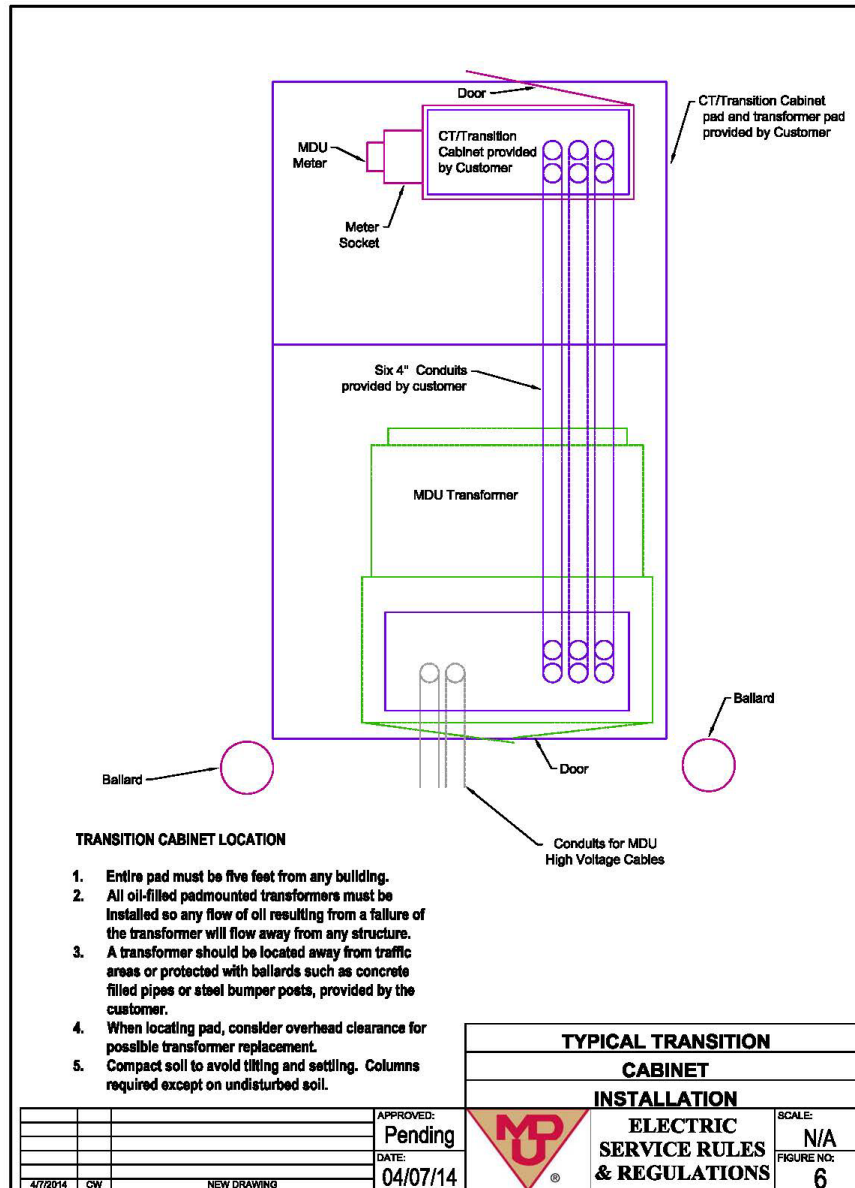 Door
CT/Transition Cabinet
pad and transformer pad
provided by Customer
CT/Transition
Cabinet provided
by Customer
MDU
Meter
Meter
Socket
Six 4" Conduits
provided by customer
MDU Transformer
Ballard
Ballard
Door
Conduits for MDU
High Voltage Cables
TRANSITION CABINET LOCATION
1. Entire pad must be five feet from any building.
2. All oil-filled padmounted transformers must be
installed so any flow of oil resulting from a failure of
the transformer will flow away from any structure.
3. A transformer should be located away from traffic
areas or protected with ballards such as concrete
filled pipes or steel bumper posts, provided by the
customer.
4. When locating pad, consider overhead clearance for
possible transformer replacement.
5. Compact soil to avoid tilting and settling. Columns
required except on undisturbed soil.
TYPICAL TRANSITION
CABINET
INSTALLATION
4/7/2014 CW NEW DRAWING
APPROVED:
Pending
DATE:
04/07/14
MDU
®
ELECTRIC
SERVICE RULES
& REGULATIONS
SCALE:
N/A
FIGURE NO:
6